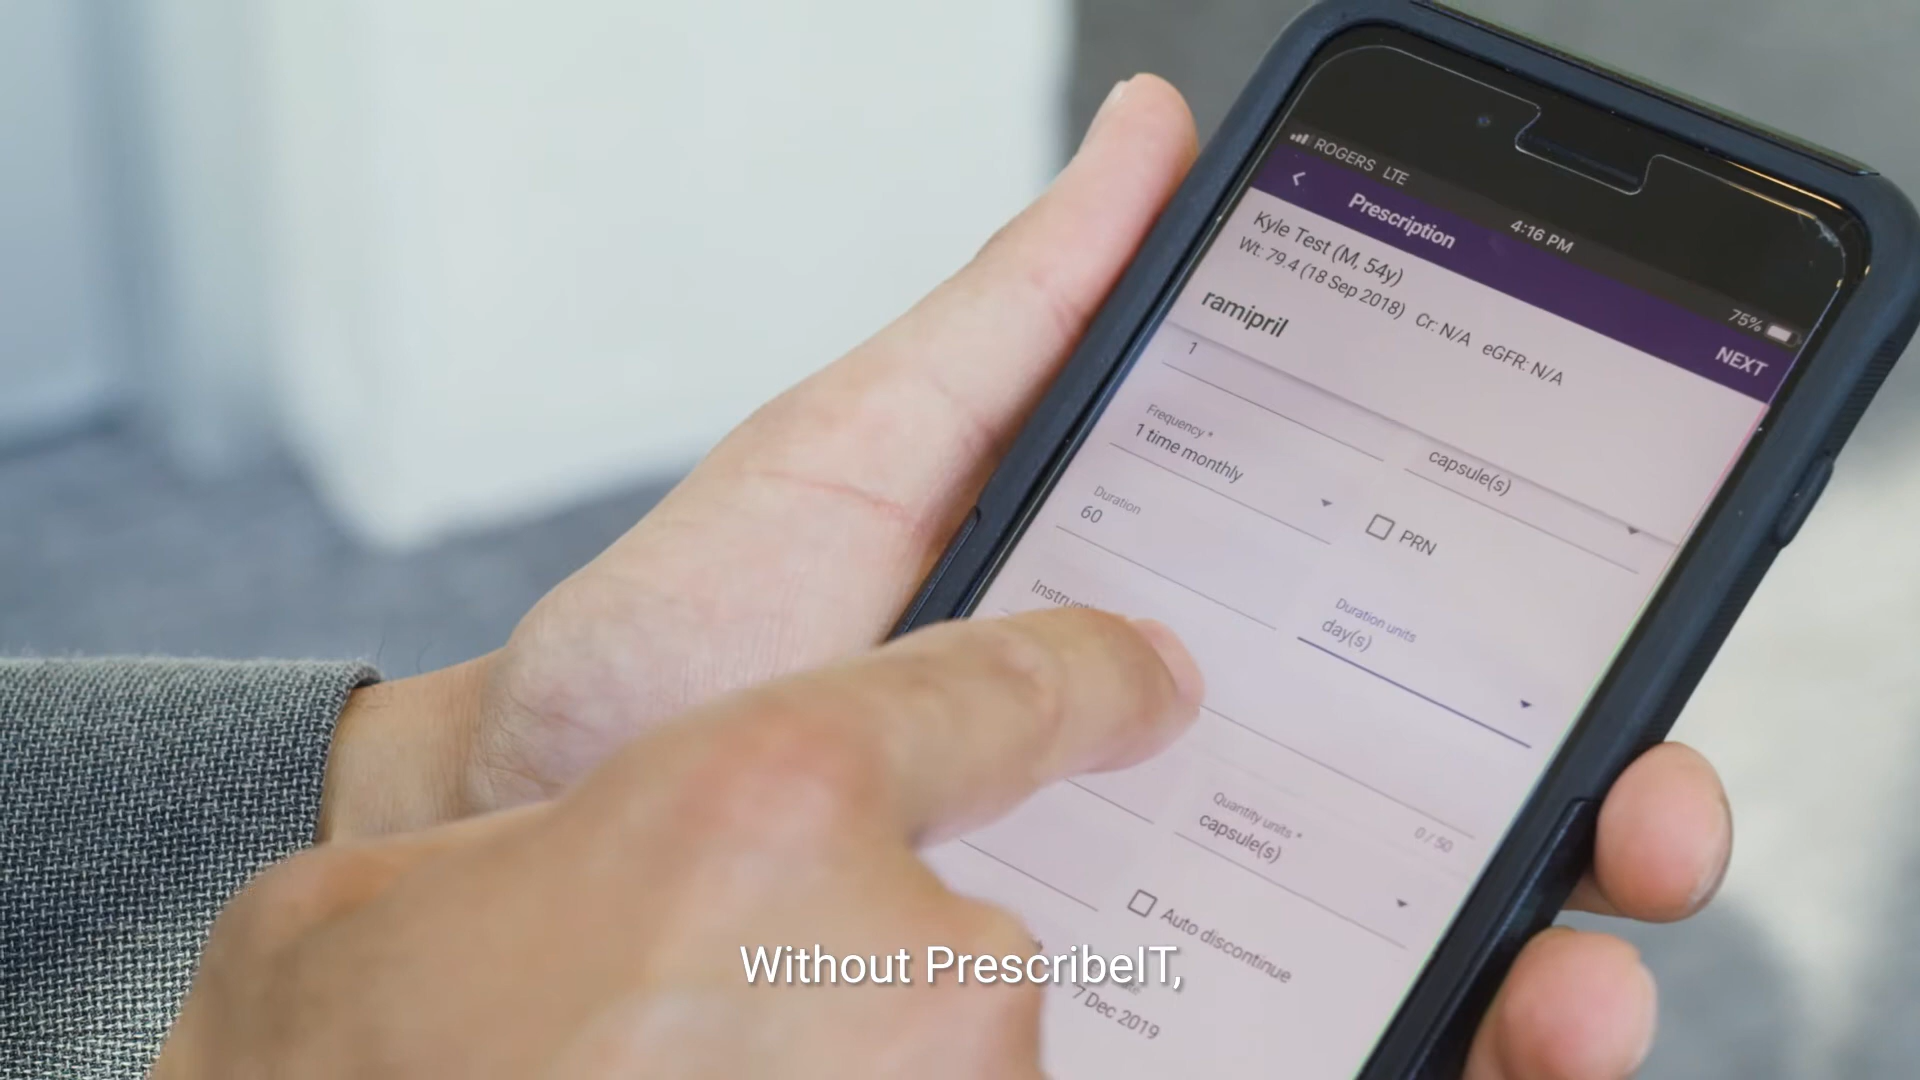 ROGERS LTE
4:16 PM
75%
Prescription
NEXT
Kyle Test (M, 54y)
Wt: 79.4 (18 Sep 2018) Cr: N/A eGFR: N/A
ramipril
1
capsule(s)
Frequency *
1 time monthly
PRN
Duration
60
Duration units
day(s)
0 / 50
Quantity units *
capsule(s)
Auto discontinue
7 Dec 2019
Without PrescribeIT,